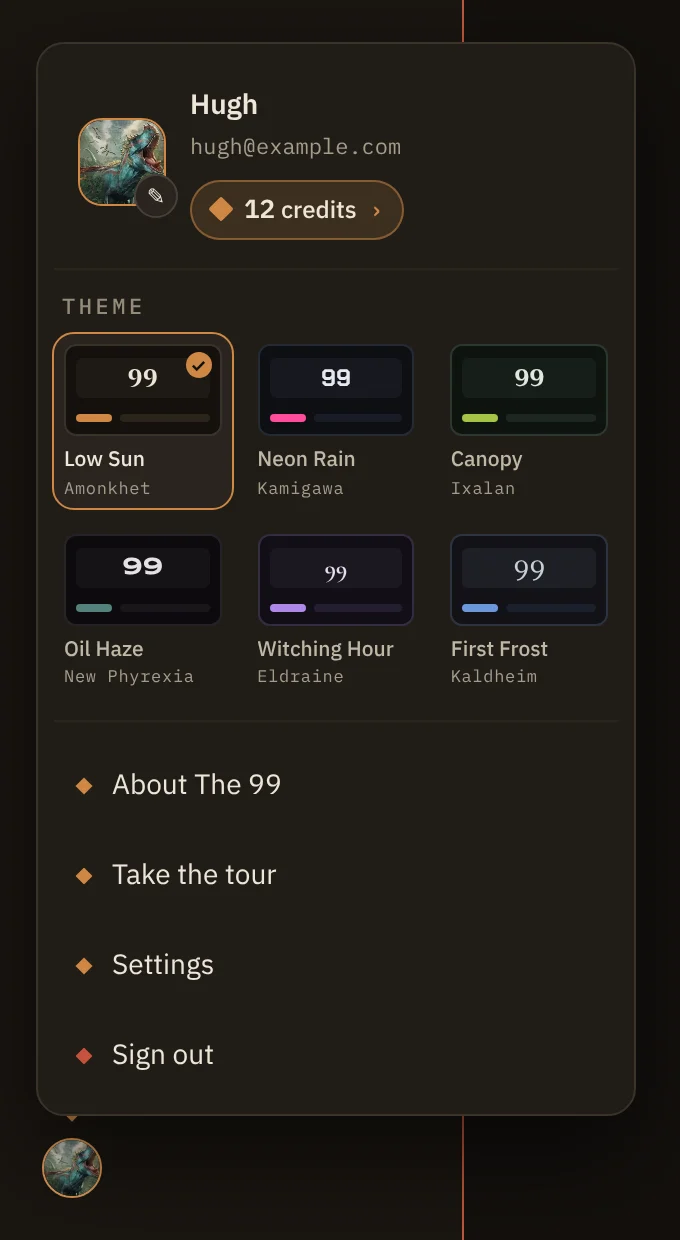 Hugh
hugh@example.com
12 credits ›
THEME
99 99 99
Low Sun Neon Rain Canopy
Amonkhet Kamigawa Ixalan
99 99 99
Oil Haze Witching Hour First Frost
New Phyrexia Eldraine Kaldheim
About The 99
Take the tour
Settings
Sign out